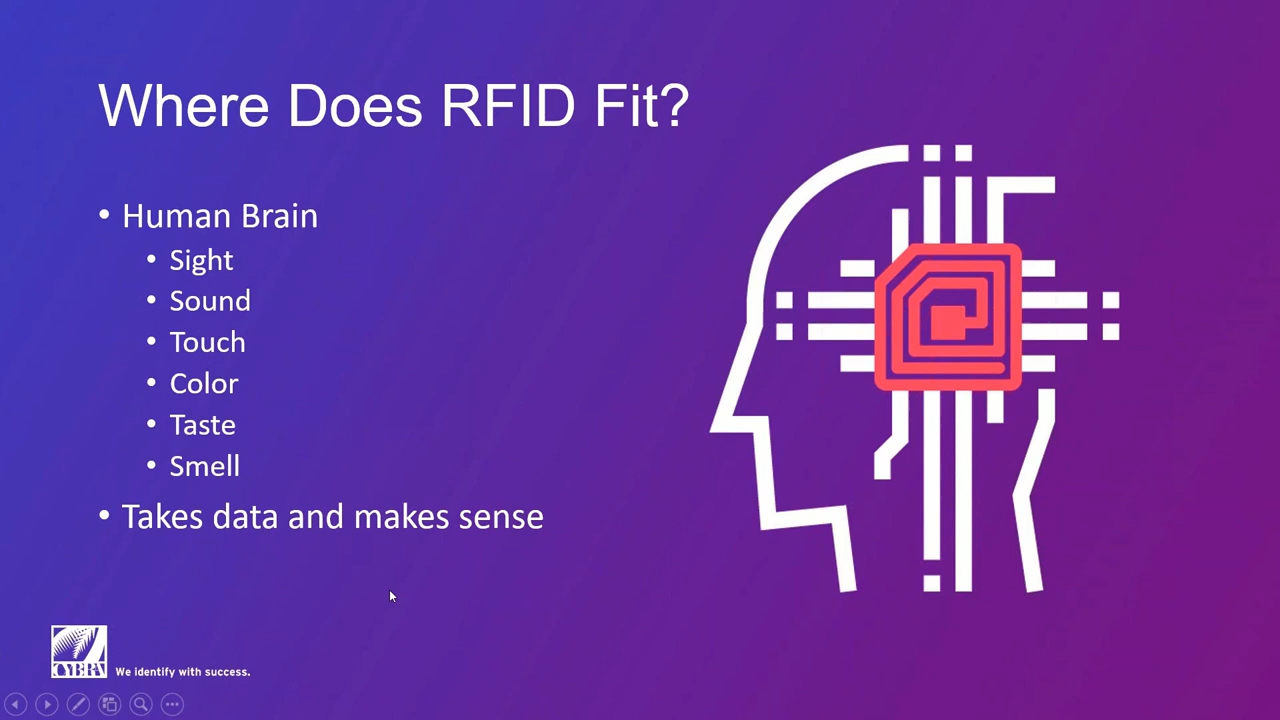 Where Does RFID Fit?
• Human Brain
• Sight
• Sound
• Touch
• Color
• Taste
• Smell
• Takes data and makes sense
CYBRA
We identify with success.